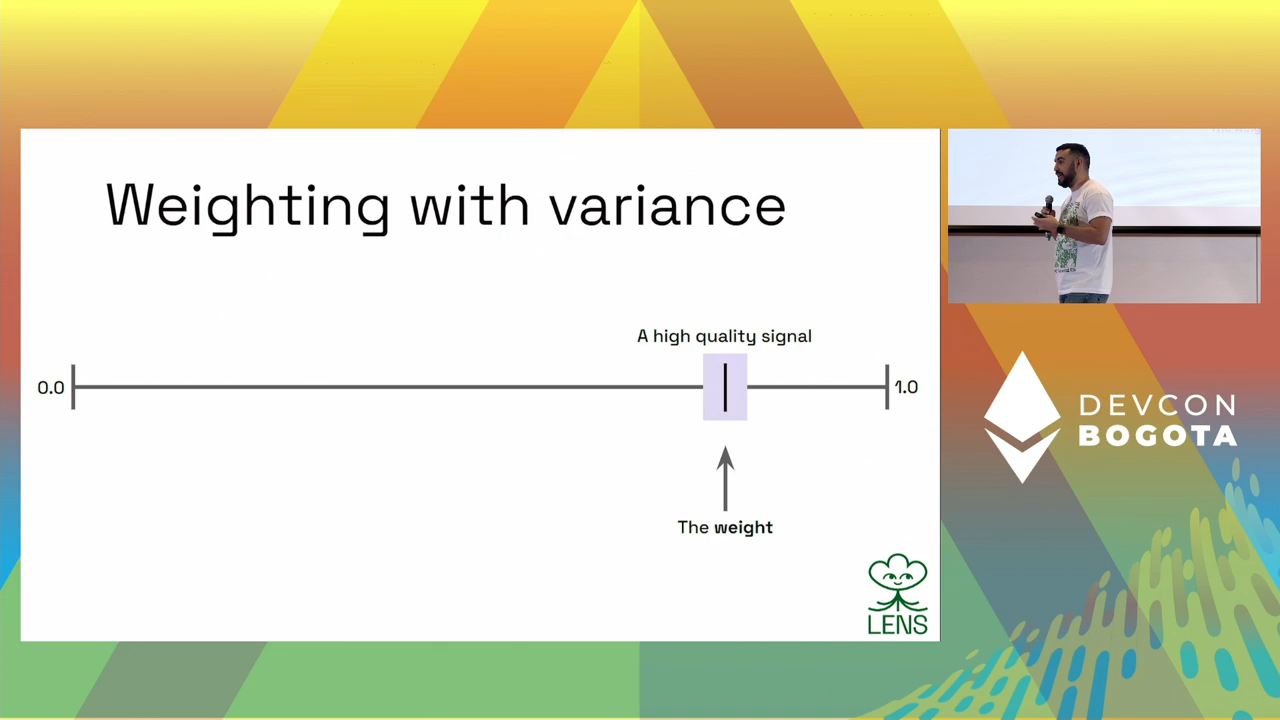 Weighting with variance
A high quality signal
0.0
1.0
The weight
LENS
DEVCON
BOGOTA